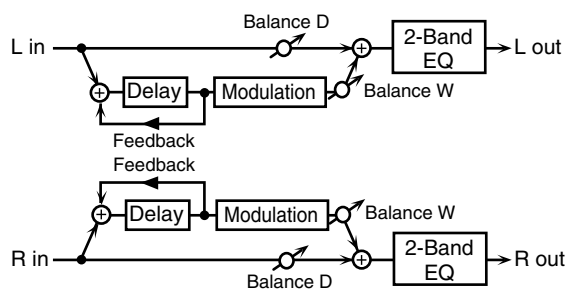 Balance D
L in
2-Band
EQ
L out
Delay
Modulation
Balance W
Feedback
Feedback
Delay
Modulation
Balance W
R in
2-Band
EQ
R out
Balance D